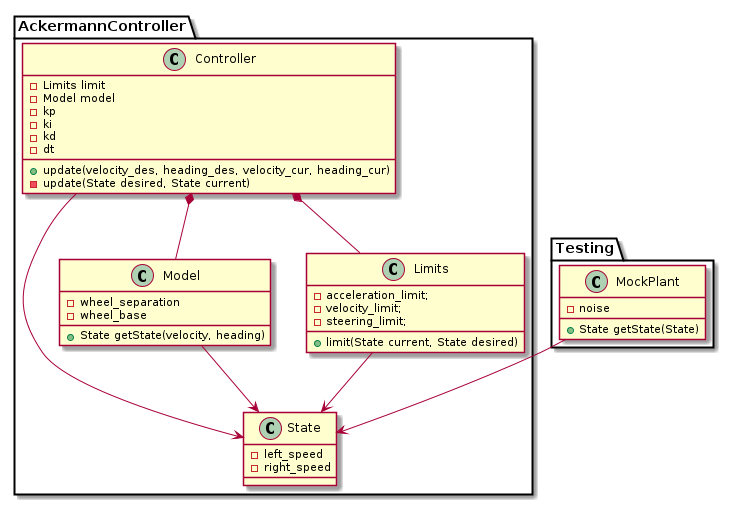 AckermannController
C Controller
Limits limit
Model model
kp
ki
kd
dt
update(velocity_des, heading_des, velocity_cur, heading_cur)
update(State desired, State current)
C Model
wheel_separation
wheel_base
State getState(velocity, heading)
C Limits
acceleration_limit;
velocity_limit;
steering_limit;
limit(State current, State desired)
Testing
C MockPlant
noise
State getState(State)
C State
left_speed
right_speed